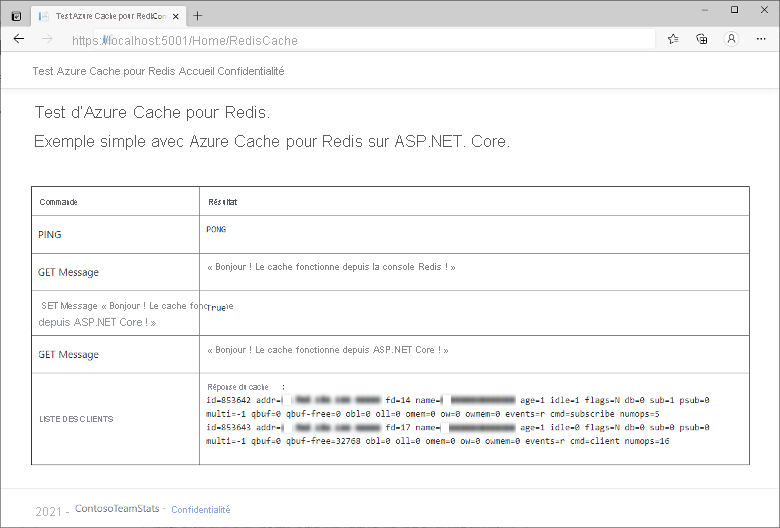 Test Azure Cache pour Redis
https://localhost:5001/Home/RedisCache
Test Azure Cache pour Redis Accueil Confidentialité
Test d'Azure Cache pour Redis.
Exemple simple avec Azure Cache pour Redis sur ASP.NET. Core.
Commande Résultat
PING PONG
GET Message « Bonjour ! Le cache fonctionne depuis la console Redis ! »
SET Message « Bonjour ! Le cache fonctionne True
depuis ASP.NET Core ! »
GET Message « Bonjour ! Le cache fonctionne depuis ASP.NET Core ! »
LISTE DES CLIENTS
Réponse du cache :
id=853642 addr= fd=14 name= age=1 idle=1 flags=N db=0 sub=1 psub=0
multi=-1 qbuf=0 qbuf-free=0 obl=0 oll=0 omem=0 ow=0 owmem=0 events=r cmd=subscribe numops=5
id=853643 addr= fd=17 name= age=1 idle=0 flags=N db=0 sub=0 psub=0
multi=-1 qbuf=0 qbuf-free=32768 obl=0 oll=0 omem=0 ow=0 owmem=0 events=r cmd=client numops=16
2021 - ContosoTeamStats - Confidentialité